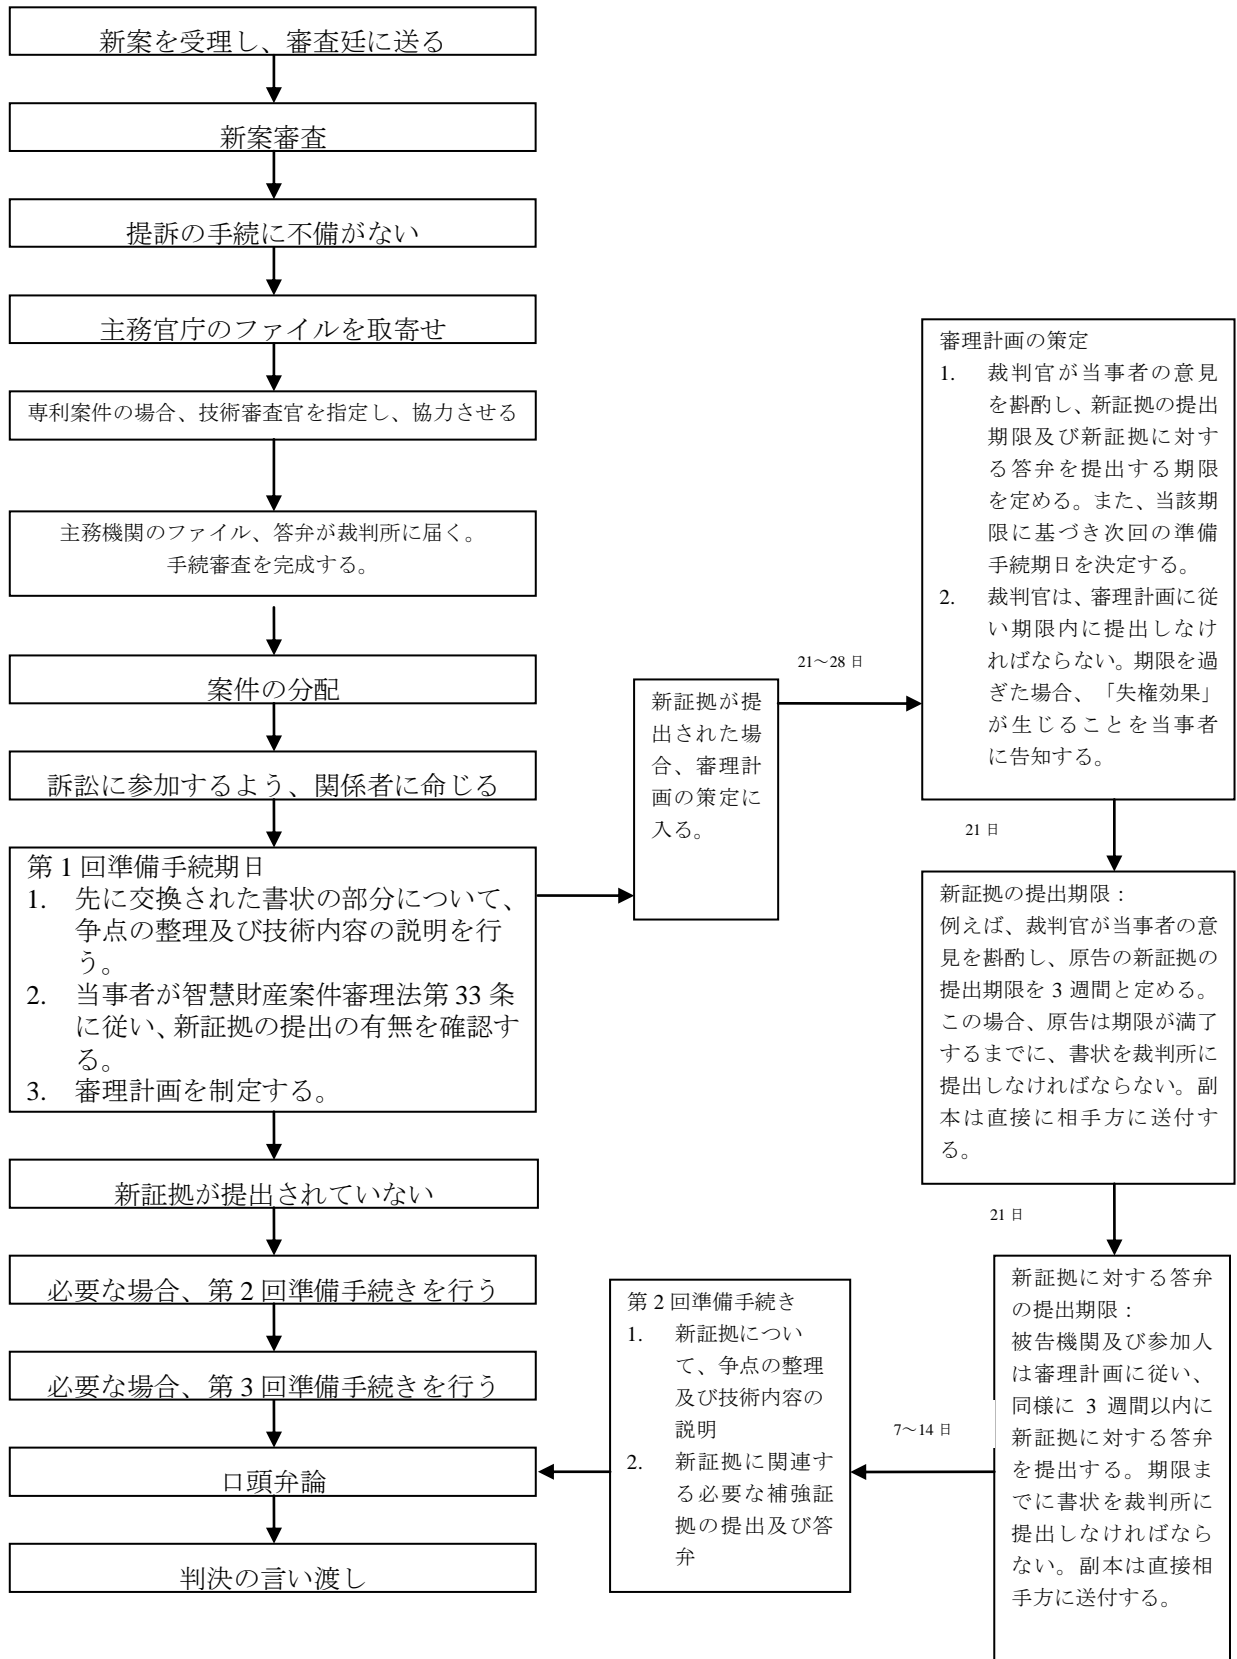 新案を受理し、審査廷に送る
新案審査
提訴の手続に不備がない
主務官庁のファイルを取寄せ
専利案件の場合、技術審査官を指定し、協力させる
主務機関のファイル、答弁が裁判所に届く。
手続審査を完成する。
案件の分配
訴訟に参加するよう、関係者に命じる
第 1 回準備手続期日
1. 先に交換された書状の部分について、
争点の整理及び技術内容の説明を行
う。
2. 当事者が智慧財産案件審理法第 33 条
に従い、新証拠の提出の有無を確認す
る。
3. 審理計画を制定する。
新証拠が提出されていない
必要な場合、第 2 回準備手続きを行う
必要な場合、第 3 回準備手続きを行う
口頭弁論
判決の言い渡し
新証拠が提
出された場
合、審理計
画の策定に
入る。
21～28 日
審理計画の策定
1. 裁判官が当事者の意見
を斟酌し、新証拠の提出
期限及び新証拠に対す
る答弁を提出する期限
を定める。また、当該期
限に基づき次回の準備
手続期日を決定する。
2. 裁判官は、審理計画に従
い期限内に提出しなけ
ればならない。期限を過
ぎた場合、「失権効果」
が生じることを当事者
に告知する。
21 日
新証拠の提出期限：
例えば、裁判官が当事者の意
見を斟酌し、原告の新証拠の
提出期限を 3 週間と定める。
この場合、原告は期限が満了
するまでに、書状を裁判所に
提出しなければならない。副
本は直接に相手方に送付す
る。
21 日
新証拠に対する答弁
の提出期限：
被告機関及び参加人
は審理計画に従い、
同様に 3 週間以内に
新証拠に対する答弁
を提出する。期限ま
でに書状を裁判所に
提出しなければなら
ない。副本は直接相
手方に送付する。
7～14 日
第 2 回準備手続き
1. 新証拠につい
て、争点の整理
及び技術内容の
説明
2. 新証拠に関連す
る必要な補強証
拠の提出及び答
弁